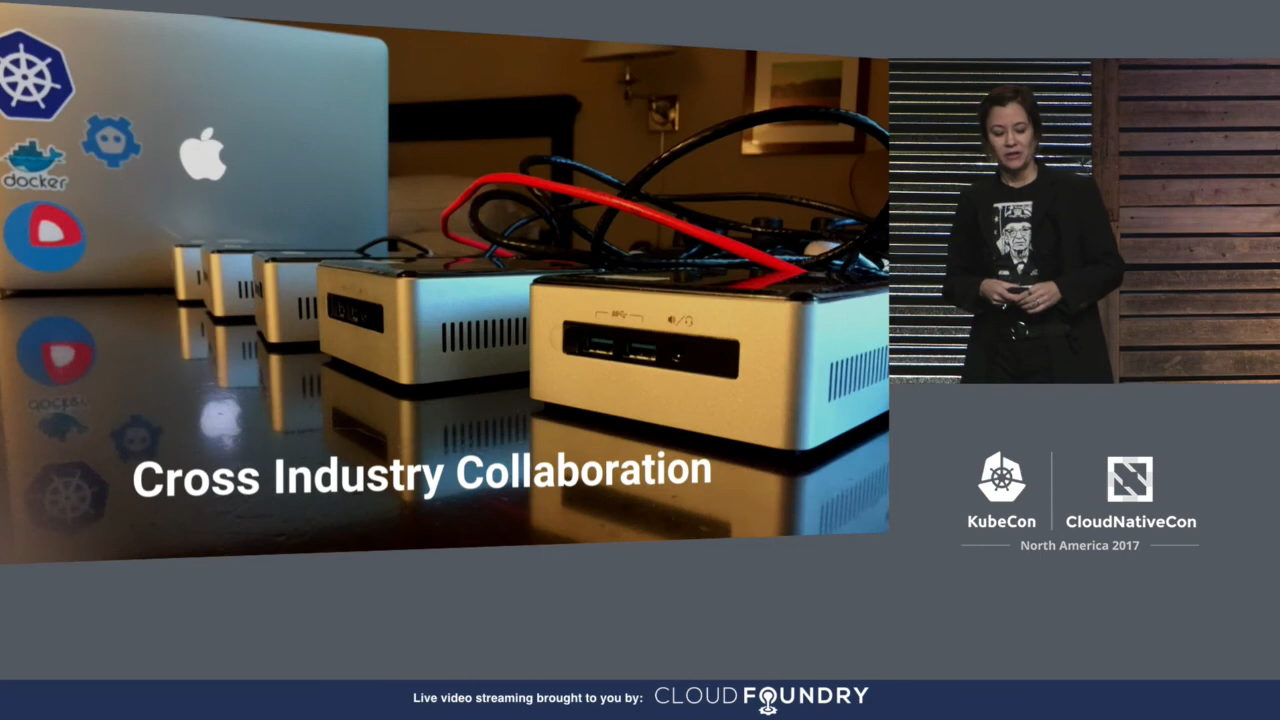 docker
Cross Industry Collaboration
KubeCon
CloudNativeCon
North America 2017
Live video streaming brought to you by:
CLOUD FOUNDRY